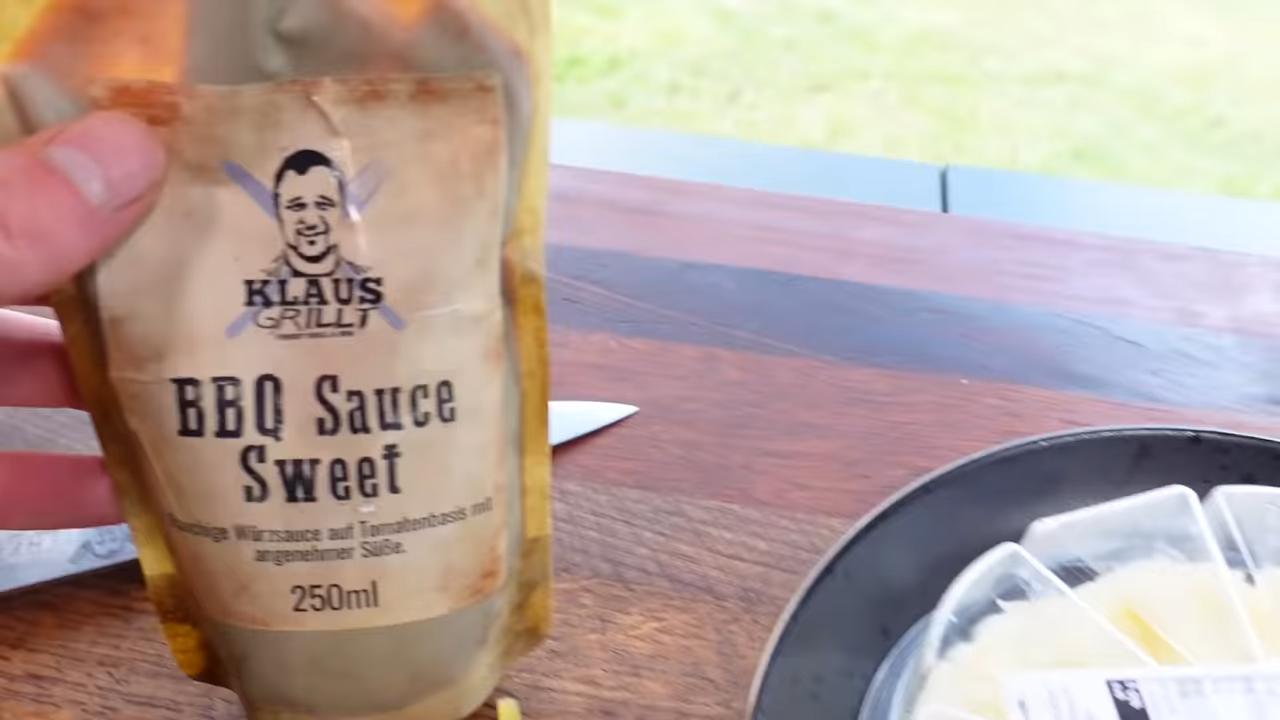 KLAUS
GRILLT
BBQ Sauce
Sweet
Würzsauce auf Tomatenbasis mit
angenehmer Süße.
250ml